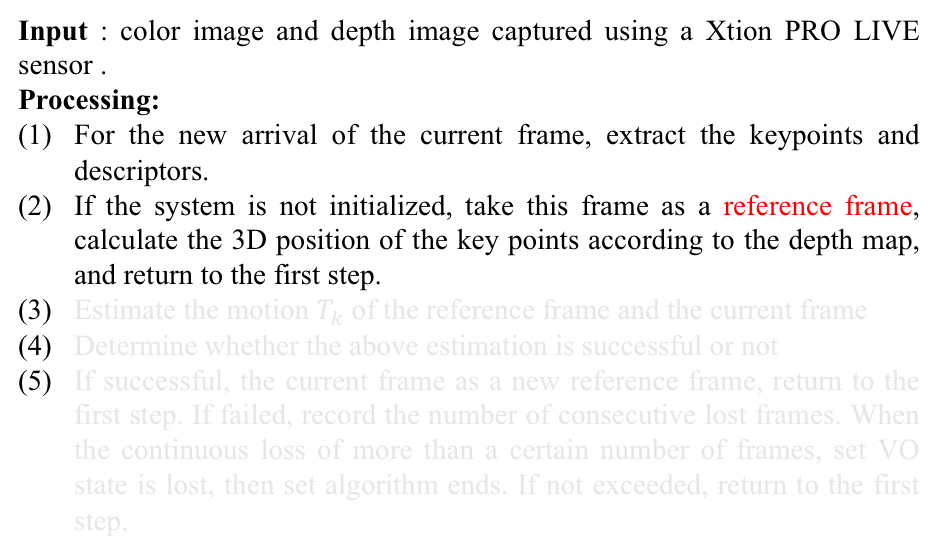 Input : color image and depth image captured using a Xtion PRO LIVE
sensor .
Processing:
(1) For the new arrival of the current frame, extract the keypoints and
descriptors.
(2) If the system is not initialized, take this frame as a reference frame,
calculate the 3D position of the key points according to the depth map,
and return to the first step.
(3) Estimate the motion T_k of the reference frame and the current frame
(4) Determine whether the above estimation is successful or not
(5) If successful, the current frame as a new reference frame, return to the
first step. If failed, record the number of consecutive lost frames. When
the continuous loss of more than a certain number of frames, set VO
state is lost, then set algorithm ends. If not exceeded, return to the first
step.